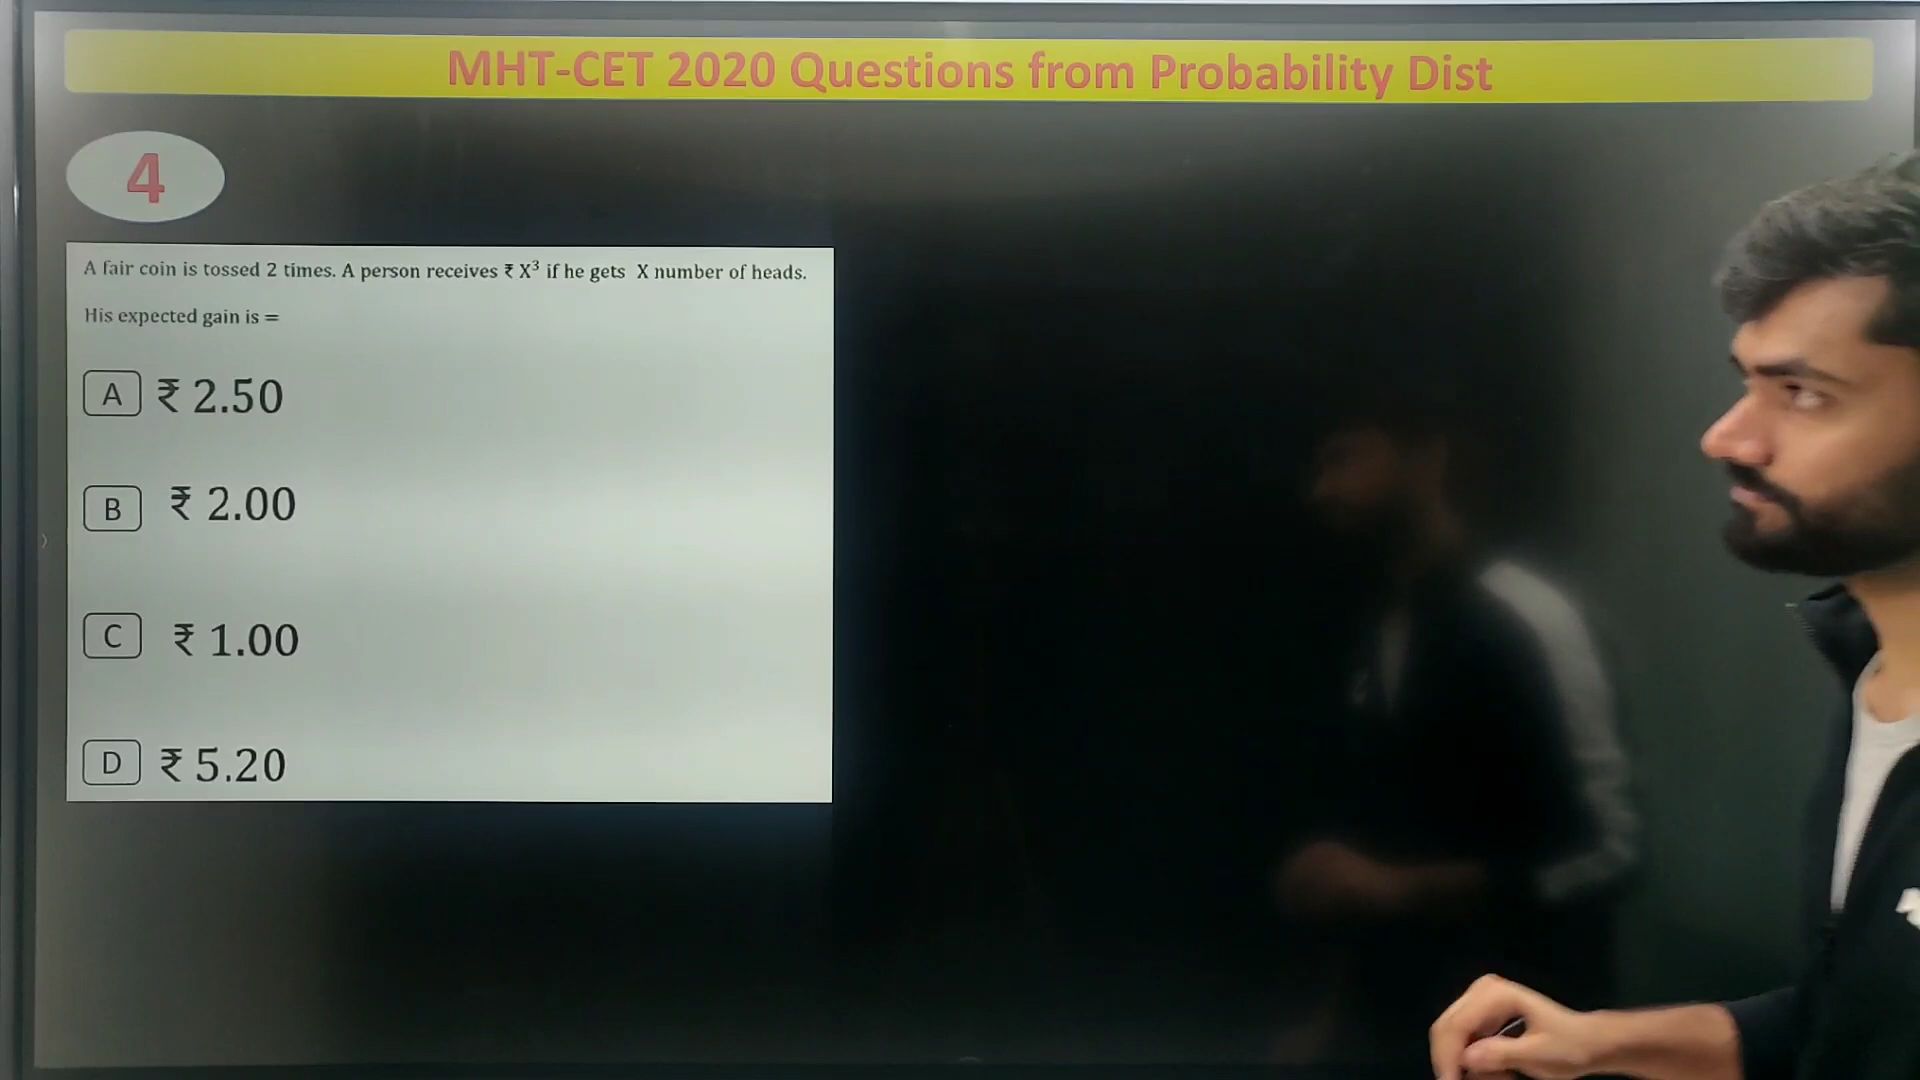 MHT-CET 2020 Questions from Probability Dist
4
A fair coin is tossed 2 times. A person receives ₹ X³ if he gets X number of heads.
His expected gain is =
A ₹ 2.50
B ₹ 2.00
C ₹ 1.00
D ₹ 5.20